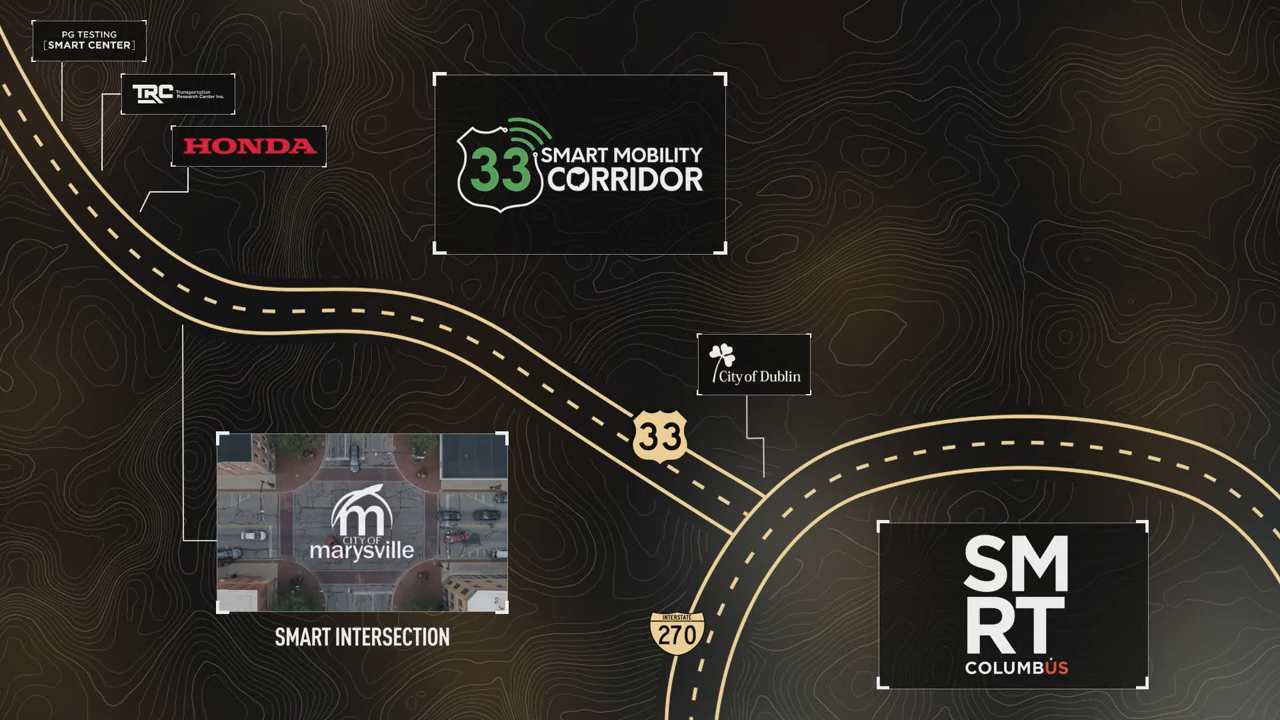 PG TESTING
[SMART CENTER]
TRC Transportation
Research Center Inc.
HONDA
33 SMART MOBILITY
CORRIDOR
City of Dublin
33
m
CITY OF
marysville
SMART INTERSECTION
INTERSTATE
270
SM
RT
COLUMBUS